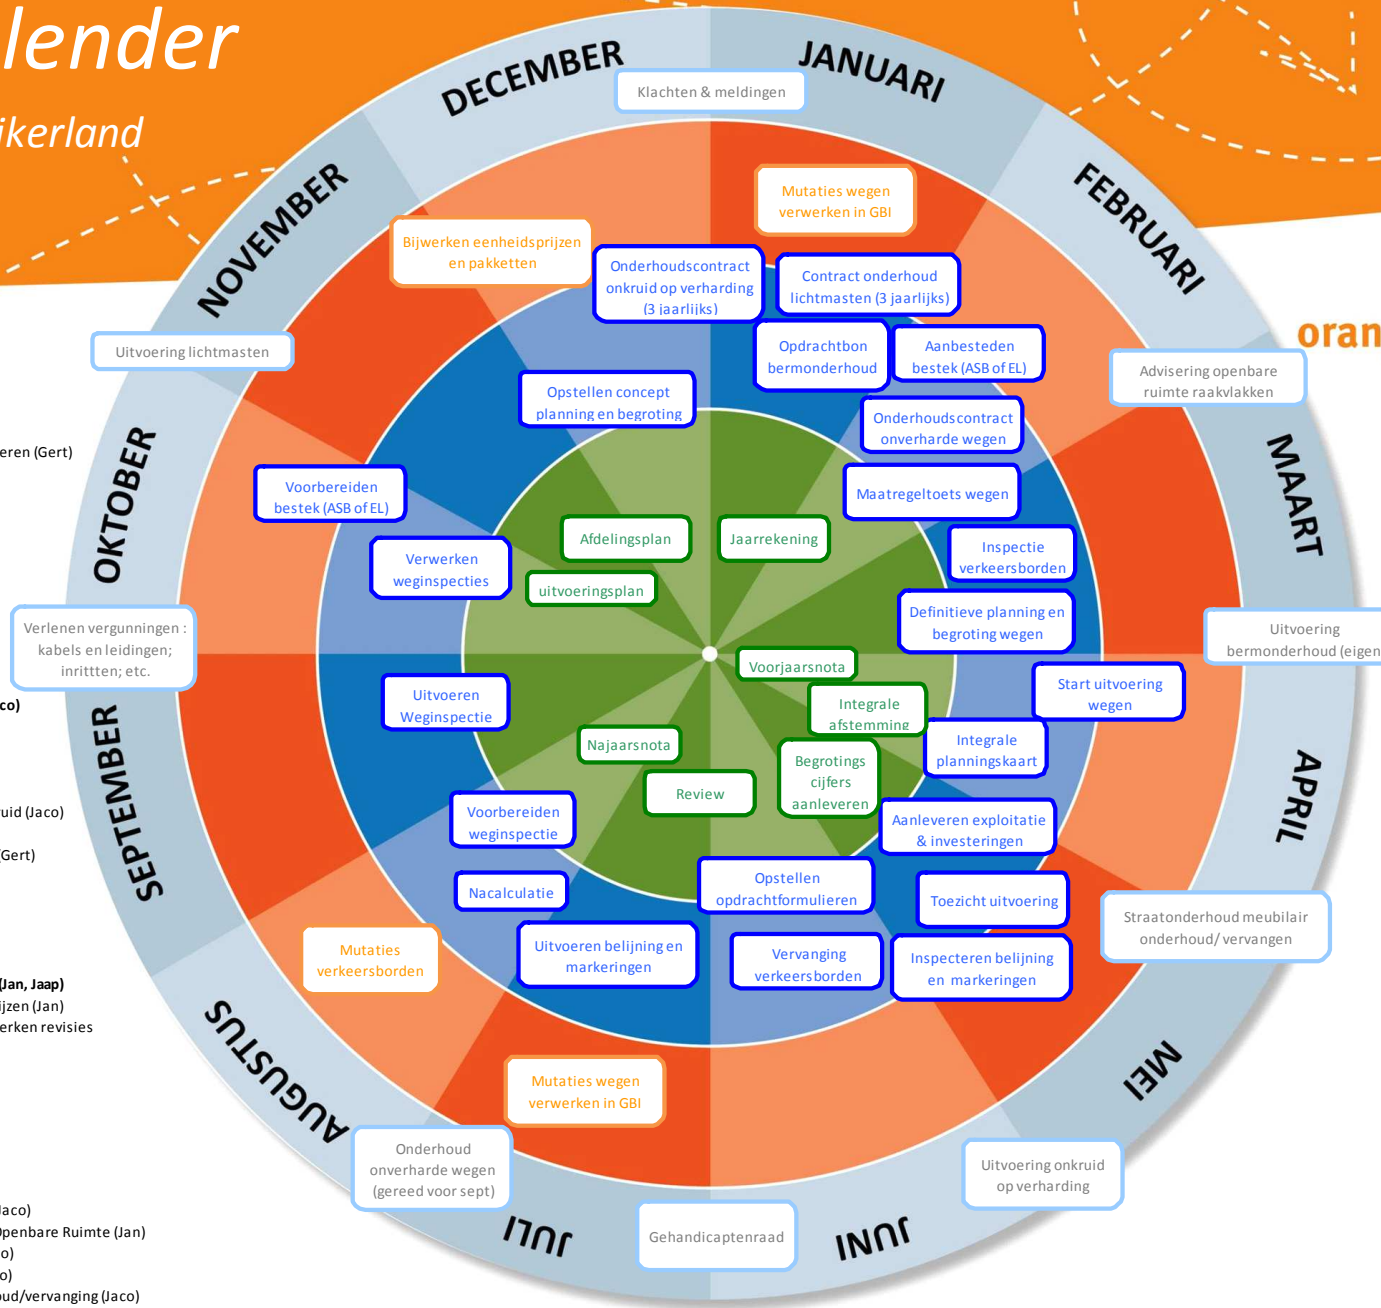 lender
ikerland
DECEMBER
JANUARI
FEBRUARI
MAART
APRIL
MEI
JUNI
JULI
AUGUSTUS
SEPTEMBER
OKTOBER
NOVEMBER
Klachten & meldingen
Mutaties wegen
verwerken in GBI
Bijwerken eenheidsprijzen
en pakketten
Onderhoudscontract
onkruid op verharding
(3 jaarlijks)
Contract onderhoud
lichtmasten (3 jaarlijks)
Opdrachtbon
bermonderhoud
Aanbesteden
bestek (ASB of EL)
oran
Uitvoering lichtmasten
Advisering openbare
ruimte raakvlakken
Opstellen concept
planning en begroting
Onderhoudscontract
onverharde wegen
eren (Gert)
Voorbereiden
bestek (ASB of EL)
Maatregeltoets wegen
Afdelingsplan
Jaarrekening
Verwerken
weginspecties
Inspectie
verkeersborden
uitvoeringsplan
Definitieve planning en
begroting wegen
Verlenen vergunningen :
kabels en leidingen;
inrittten; etc.
Uitvoering
bermonderhoud (eigen
Voorjaarsnota
Uitvoeren
Weginspectie
Start uitvoering
wegen
co)
Integrale
afstemming
Najaarsnota
Integrale
planningskaart
Begrotings
cijfers
aanleveren
Review
ruid (Jaco)
Voorbereiden
weginspectie
Aanleveren exploitatie
& investeringen
Gert)
Nacalculatie
Opstellen
opdrachtformulieren
Toezicht uitvoering
Straatonderhoud meubilair
onderhoud/ vervangen
Mutaties
verkeersborden
Uitvoeren belijning en
markeringen
Vervanging
verkeersborden
Inspecteren belijning
en markeringen
(Jan, Jaap)
ijzen (Jan)
erken revisies
Mutaties wegen
verwerken in GBI
Onderhoud
onverharde wegen
(gereed voor sept)
Uitvoering onkruid
op verharding
Gehandicaptenraad
Jaco)
Openbare Ruimte (Jan)
o)
o)
oud/vervanging (Jaco)